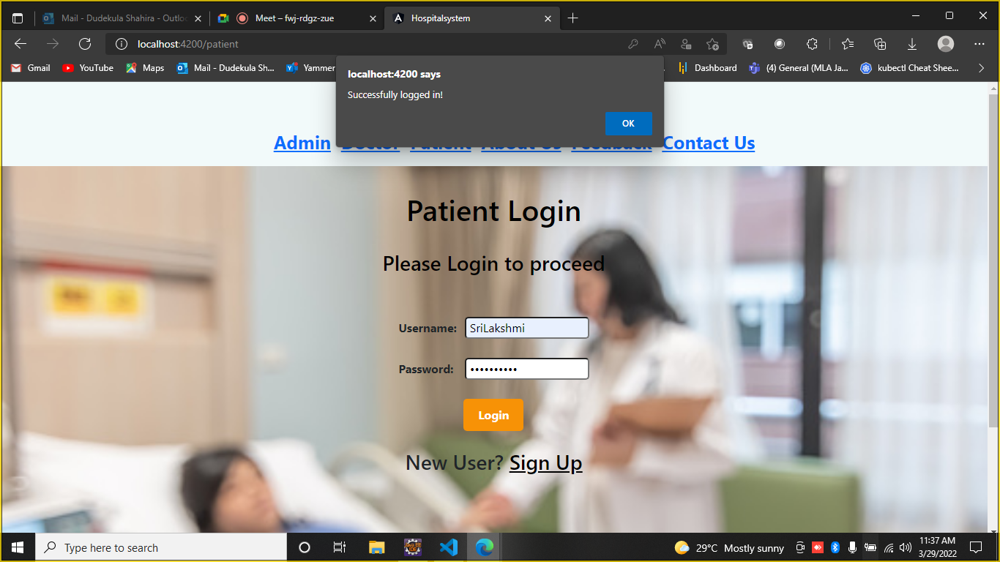 Mail - Dudekula Shahira - Outlo
Meet – fwj-rdgz-zue
Hospitalsystem
localhost:4200/patient
Gmail
YouTube
Maps
Mail - Dudekula Sh...
Yammer
Dashboard
(4) General (MLA Ja...
kubectl Cheat Shee...
localhost:4200 says
Successfully logged in!
OK
Admin Doctor Patient About Us Feedback Contact Us
Patient Login
Please Login to proceed
Username: SriLakshmi
Password: ••••••••••
Login
New User? Sign Up
Type here to search
29°C Mostly sunny
11:37 AM
3/29/2022